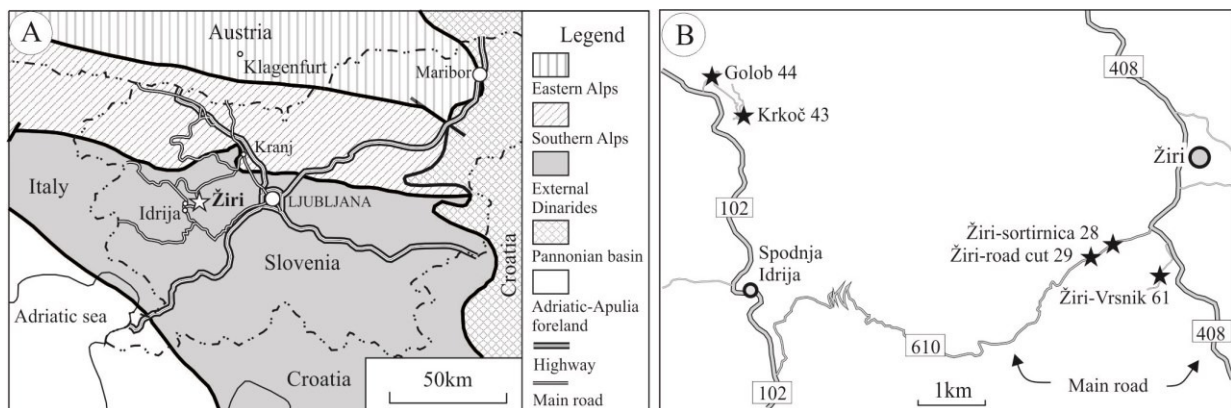 A
Austria
Klagenfurt
Maribor
Kranj
Italy
Žiri
Idrija
LJUBLJANA
Slovenia
Croatia
Adriatic sea
Croatia
50km
Legend
Eastern Alps
Southern Alps
External
Dinarides
Pannonian basin
Adriatic-Apulia
foreland
Highway
Main road
B
408
Golob 44
Krkoč 43
Žiri
102
Žiri-sortirnica 28
Žiri-road cut 29
Spodnja
Idrija
Žiri-Vrsnik 61
408
610
102
1km
Main road